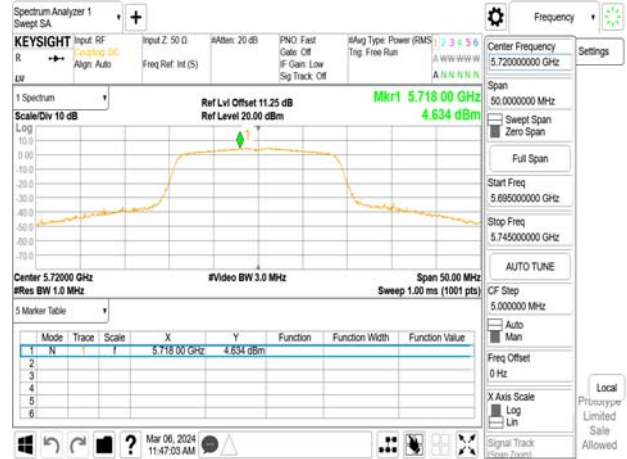 Spectrum Analyzer 1
Swept SA
Frequency
KEYSIGHT
R
Input: RF
Coupling: DC
Align: Auto
Input Z: 50 Ω
Freq Ref: Int (S)
#Atten: 20 dB
PNO: Fast
Gate: Off
IF Gain: Low
Sig Track: Off
#Avg Type: Power (RMS
Trig: Free Run
1 2 3 4 5 6
A W W W W W
A N N N N N
1 Spectrum
Scale/Div 10 dB
Ref Lvl Offset 11.25 dB
Ref Level 20.00 dBm
Mkr1 5.718 00 GHz
4.634 dBm
Log
1
10.0
0.00
-10.0
-20.0
-30.0
-40.0
-50.0
-60.0
-70.0
Center 5.72000 GHz
#Video BW 3.0 MHz
Span 50.00 MHz
#Res BW 1.0 MHz
Sweep 1.00 ms (1001 pts)
5 Marker Table
Mode Trace Scale X Y Function Function Width Function Value
1 N 1 f 5.718 00 GHz 4.634 dBm
2
3
4
5
6
Mar 06, 2024
11:47:03 AM
Center Frequency
5.720000000 GHz
Settings
Span
50.0000000 MHz
Swept Span
Zero Span
Full Span
Start Freq
5.695000000 GHz
Stop Freq
5.745000000 GHz
AUTO TUNE
CF Step
5.000000 MHz
Auto
Man
Freq Offset
0 Hz
X Axis Scale
Log
Lin
Signal Track
(Span Zoom)
Local
Prototype
Limited
Sale
Allowed